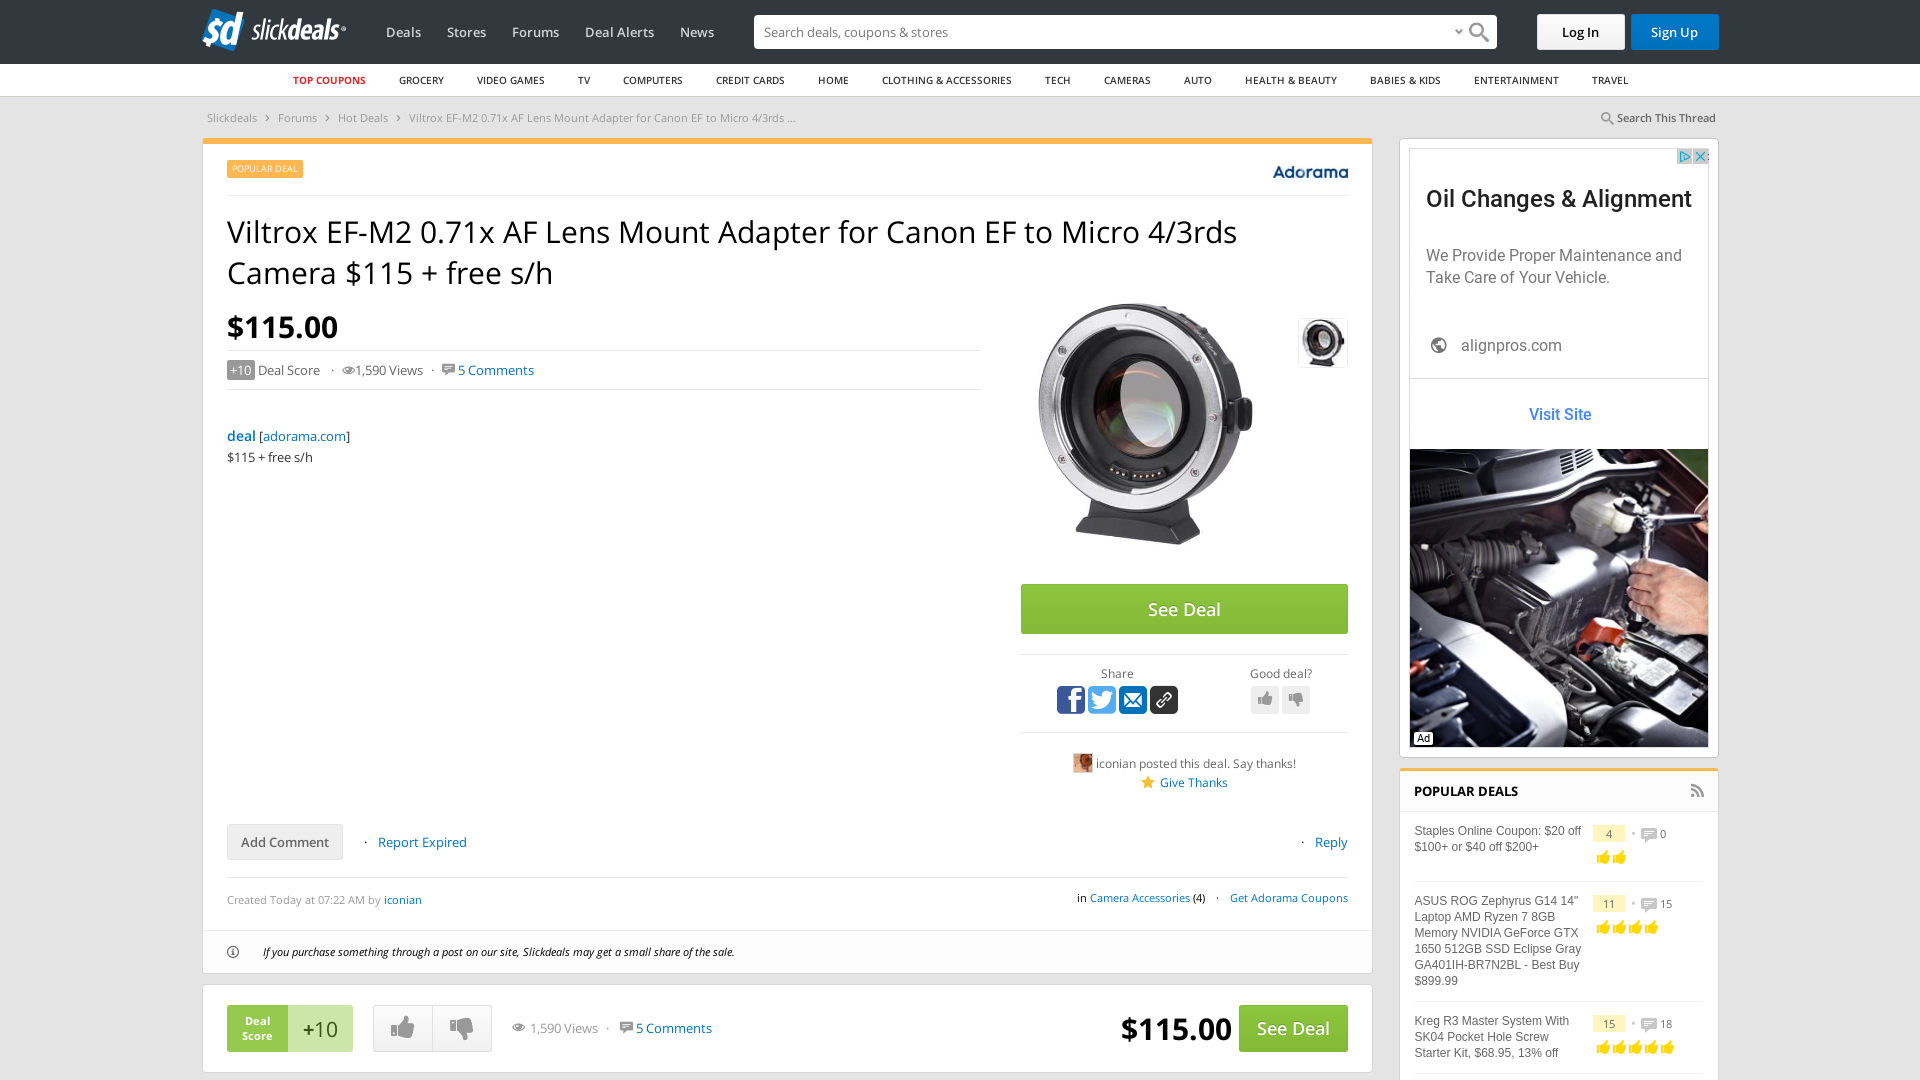 slickdeals
Deals
Stores
Forums
Deal Alerts
News
Search deals, coupons & stores
Log In
Sign Up
TOP COUPONS
GROCERY
VIDEO GAMES
TV
COMPUTERS
CREDIT CARDS
HOME
CLOTHING & ACCESSORIES
TECH
CAMERAS
AUTO
HEALTH & BEAUTY
BABIES & KIDS
ENTERTAINMENT
TRAVEL
Slickdeals › Forums › Hot Deals › Viltrox EF-M2 0.71x AF Lens Mount Adapter for Canon EF to Micro 4/3rds ...
Search This Thread
POPULAR DEAL
Adorama
Viltrox EF-M2 0.71x AF Lens Mount Adapter for Canon EF to Micro 4/3rds
Camera $115 + free s/h
$115.00
+10 Deal Score · 1,590 Views · 5 Comments
deal [adorama.com]
$115 + free s/h
See Deal
Share
Good deal?
iconian posted this deal. Say thanks!
Give Thanks
Add Comment · Report Expired
· Reply
Created Today at 07:22 AM by iconian
in Camera Accessories (4) · Get Adorama Coupons
If you purchase something through a post on our site, Slickdeals may get a small share of the sale.
Deal
Score
+10
1,590 Views · 5 Comments
$115.00
See Deal
Oil Changes & Alignment
We Provide Proper Maintenance and
Take Care of Your Vehicle.
alignpros.com
Visit Site
Ad
POPULAR DEALS
Staples Online Coupon: $20 off
$100+ or $40 off $200+
4 • 0
ASUS ROG Zephyrus G14 14"
Laptop AMD Ryzen 7 8GB
Memory NVIDIA GeForce GTX
1650 512GB SSD Eclipse Gray
GA401IH-BR7N2BL - Best Buy
$899.99
11 • 15
Kreg R3 Master System With
SK04 Pocket Hole Screw
Starter Kit, $68.95, 13% off
15 • 18